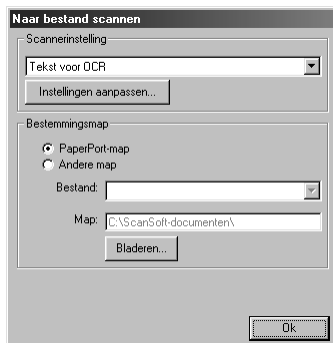 Naar bestand scannen
Scannerinstelling
Tekst voor OCR
Instellingen aanpassen...
Bestemmingsmap
PaperPort-map
Andere map
Bestand:
Map: C:\ScanSoft-documenten\
Bladeren...
Ok